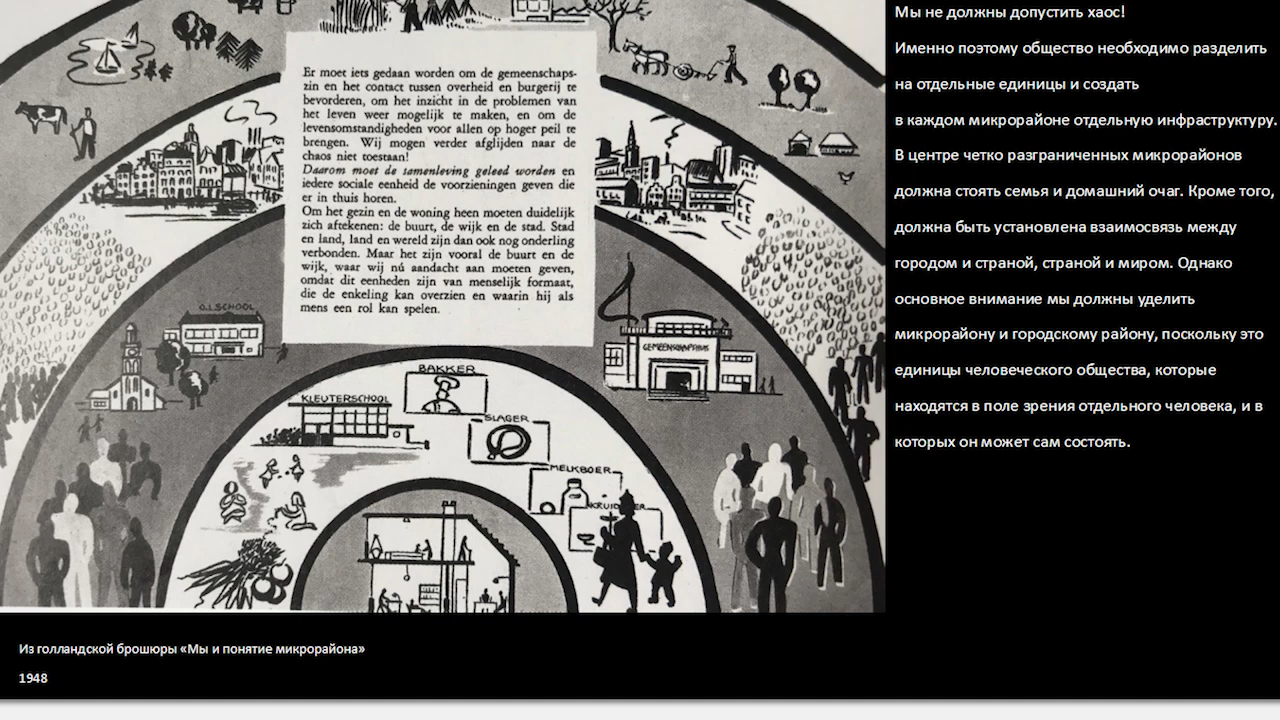 Er moet iets gedaan worden om de gemeenschaps-
zin en het contact tussen overheid en burgerij te
bevorderen, om het inzicht in de problemen van
het leven weer mogelijk te maken, en om de
levensomstandigheden voor allen op hoger peil te
brengen. Wij mogen verder afglijden naar de
chaos niet toestaan!
Daarom moet de samenleving geleed worden en
iedere sociale eenheid de voorzieningen geven die
er in thuis horen.
Om het gezin en de woning heen moeten duidelijk
zich aftekenen: de buurt, de wijk en de stad. Stad
en land, land en wereld zijn dan ook nog onderling
verbonden. Maar het zijn vooral de buurt en de
wijk, waar wij nú aandacht aan moeten geven,
omdat dit eenheden zijn van menselijk formaat,
die de enkeling kan overzien en waarin hij als
mens een rol kan spelen.
O.L.SCHOOL
GEMEENSCHAPSHUIS
BAKKER
KLEUTERSCHOOL
SLAGER
MELKBOER
Мы не должны допустить хаос!
Именно поэтому общество необходимо разделить
на отдельные единицы и создать
в каждом микрорайоне отдельную инфраструктуру.
В центре четко разграниченных микрорайонов
должна стоять семья и домашний очаг. Кроме того,
должна быть установлена взаимосвязь между
городом и страной, страной и миром. Однако
основное внимание мы должны уделить
микрорайону и городскому району, поскольку это
единицы человеческого общества, которые
находятся в поле зрения отдельного человека, и в
которых он может сам состоять.
Из голландской брошюры «Мы и понятие микрорайона»
1948